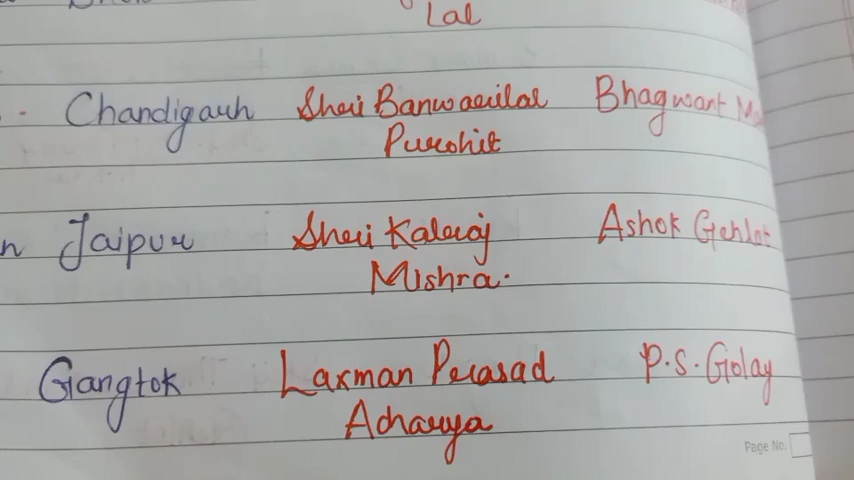 Lal
Chandigarh Shri Banwarilal Bhagwant
Purohit
n Jaipur Shri Kalraj Ashok Gehlot
Mishra.
Gangtok Laxman Prasad P.S. Golay
Acharya
Page No.